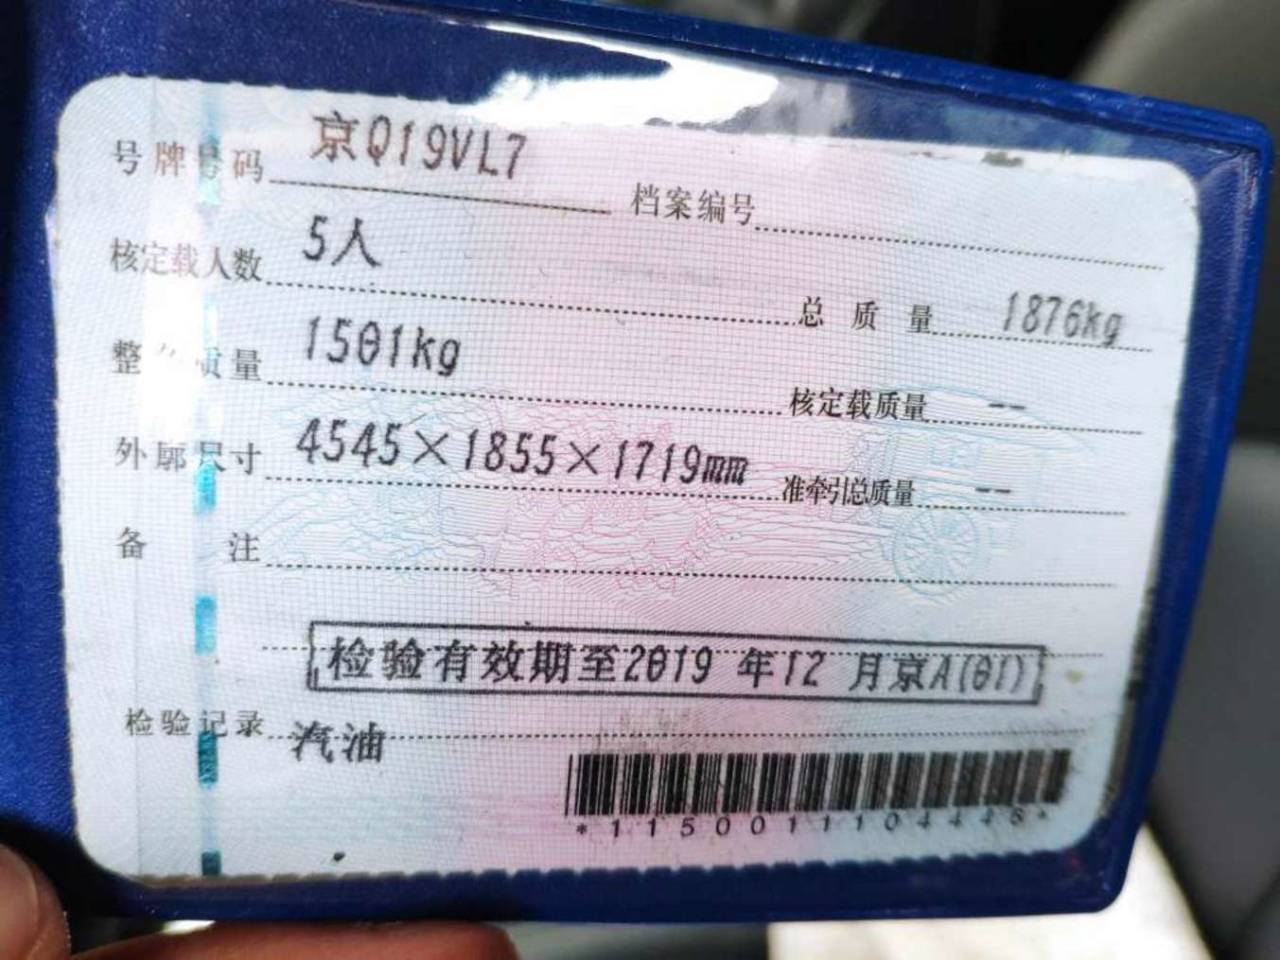 号牌号码 京Q19VL7 档案编号
核定载人数 5人 总质量 1876kg
整备质量 1501kg 核定载质量 --
外廓尺寸 4545×1855×1719mm 准牵引总质量 --
备注
检验有效期至2019 年12 月京A(01)
检验记录 汽油
*1150011104448*